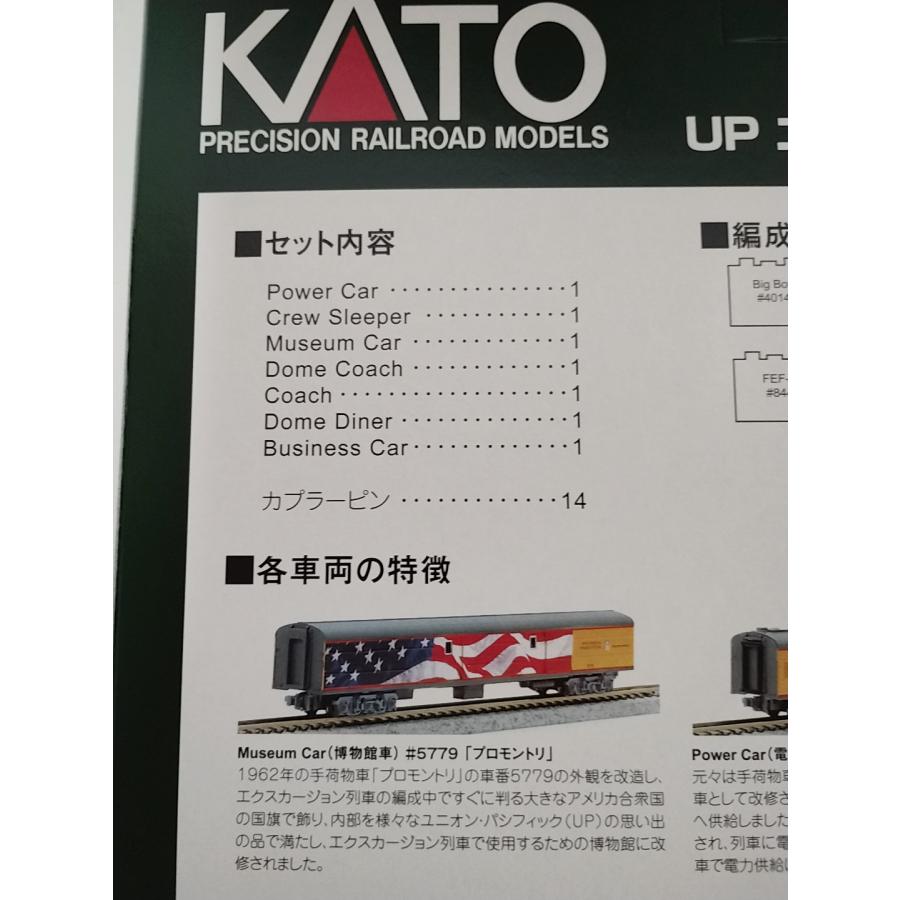 KATO
PRECISION RAILROAD MODELS
UP
■セット内容
Power Car ··············· 1
Crew Sleeper ············ 1
Museum Car ············· 1
Dome Coach ············· 1
Coach ··················· 1
Dome Diner ·············· 1
Business Car ············· 1
カプラーピン ············· 14
■編成
Big Bo
#4014
FEF-
#84
■各車両の特徴
Museum Car(博物館車) #5779 「プロモントリ」
1962年の手荷物車「プロモントリ」の車番5779の外観を改造し、
エクスカージョン列車の編成中ですぐに判る大きなアメリカ合衆国
の国旗で飾り、内部を様々なユニオン・パシフィック(UP)の思い出
の品で満たし、エクスカージョン列車で使用するための博物館に改
修されました。
Power Car(電
元々は手荷物車
車として改修さ
へ供給しました
され、列車に電
車で電力供給